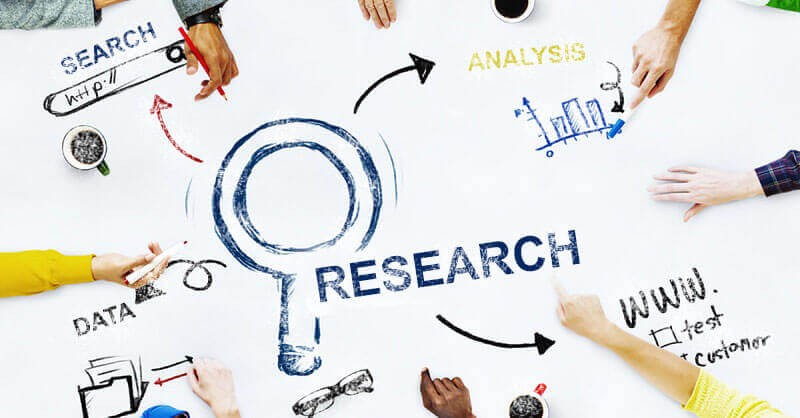 SEARCH
http://
ANALYSIS
RESEARCH
DATA
WWW.
test
customer